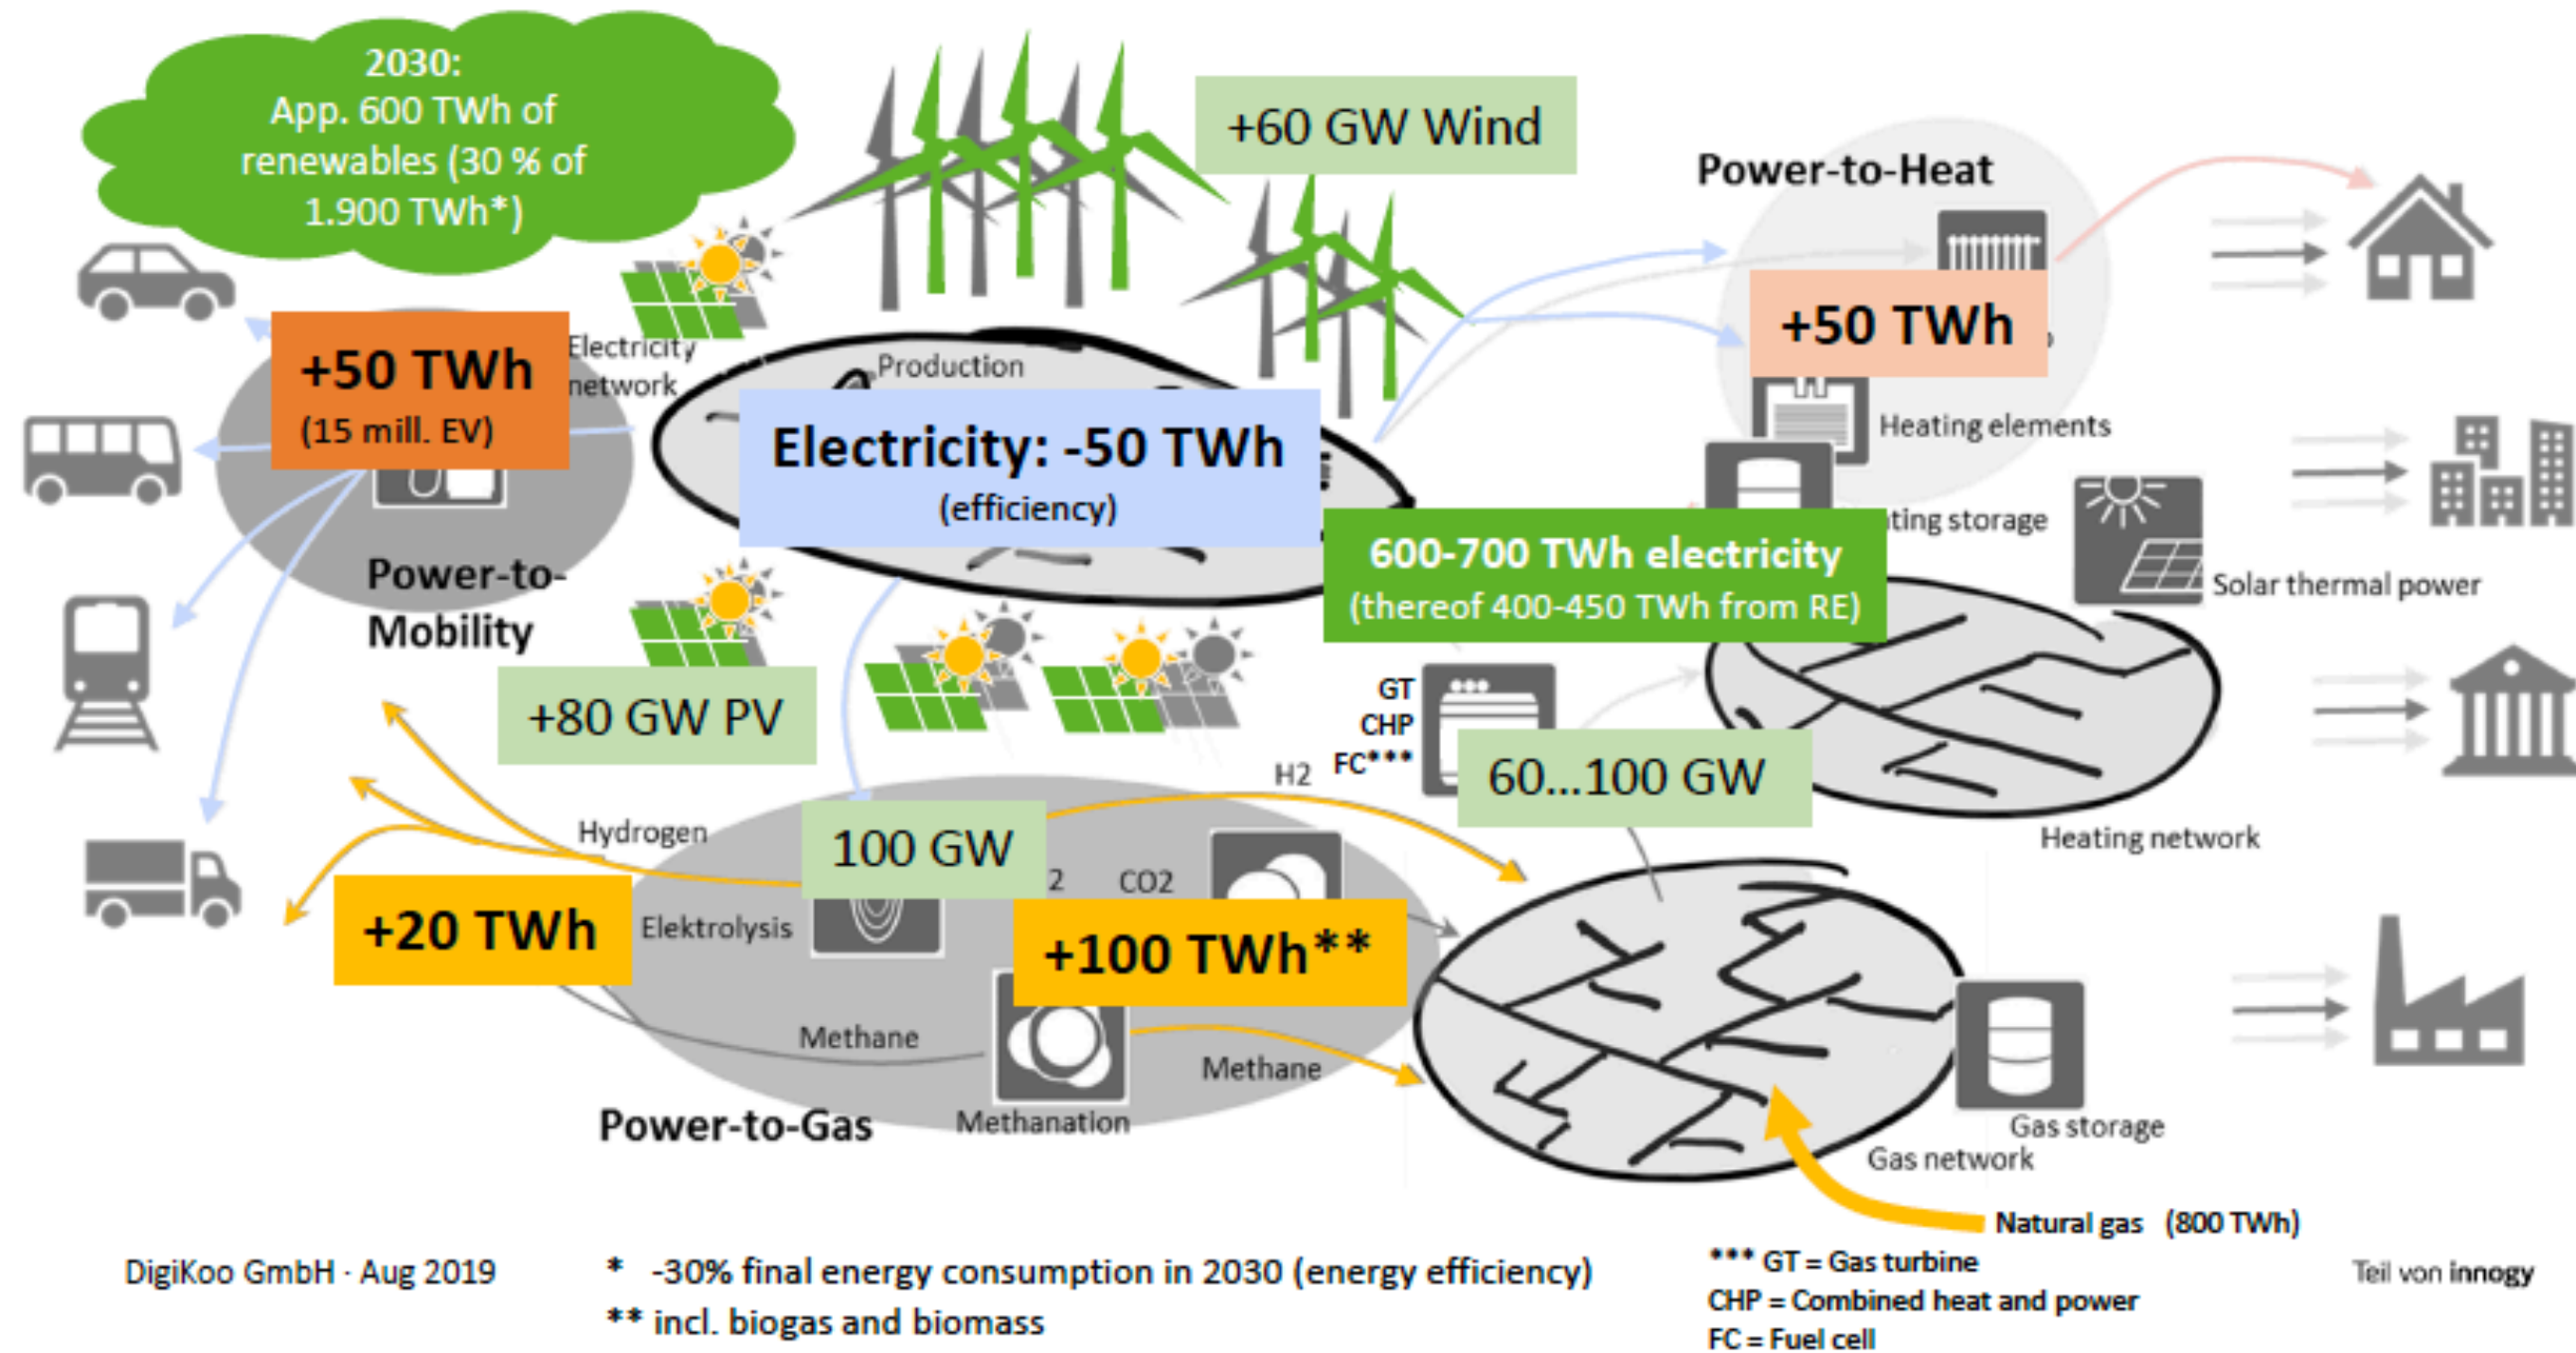 2030:
App. 600 TWh of
renewables (30 % of
1.900 TWh*)
+60 GW Wind
Power-to-Heat
+50 TWh
(15 mill. EV)
Electricity
network
Production
+50 TWh
Electricity: -50 TWh
(efficiency)
Heating elements
ting storage
600-700 TWh electricity
(thereof 400-450 TWh from RE)
Solar thermal power
Power-to-
Mobility
+80 GW PV
GT
CHP
FC***
H2
60...100 GW
Heating network
Hydrogen
100 GW
2
CO2
+20 TWh
Elektrolysis
+100 TWh**
Methane
Methane
Methanation
Power-to-Gas
Gas storage
Gas network
Natural gas (800 TWh)
DigiKoo GmbH · Aug 2019
* -30% final energy consumption in 2030 (energy efficiency)
** incl. biogas and biomass
*** GT = Gas turbine
CHP = Combined heat and power
FC = Fuel cell
Teil von innogy